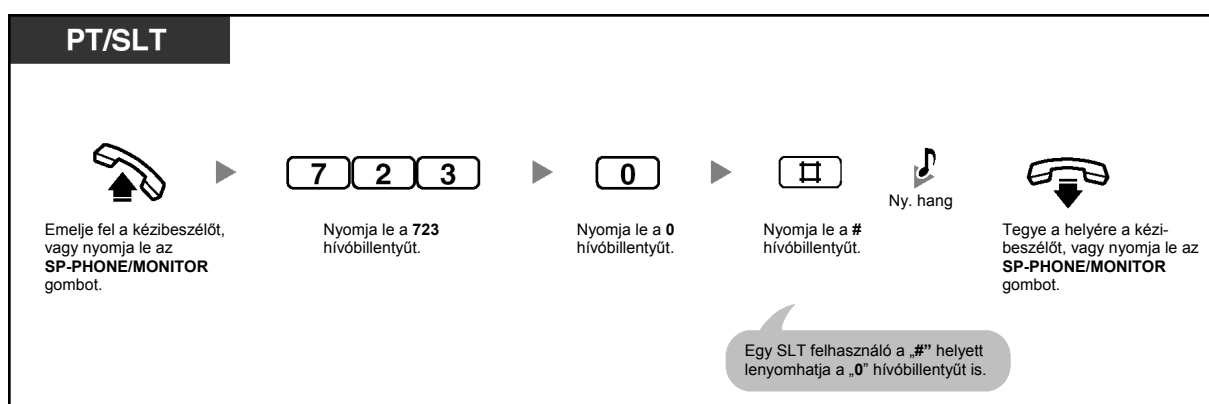 PT/SLT
7 2 3
0
#
Ny. hang
Emelje fel a kézibeszélőt,
vagy nyomja le az
SP-PHONE/MONITOR
gombot.
Nyomja le a 723
hívóbillentyűt.
Nyomja le a 0
hívóbillentyűt.
Nyomja le a #
hívóbillentyűt.
Tegye a helyére a kézi-
beszélőt, vagy nyomja le az
SP-PHONE/MONITOR
gombot.
Egy SLT felhasználó a „#” helyett
lenyomhatja a „0” hívóbillentyűt is.